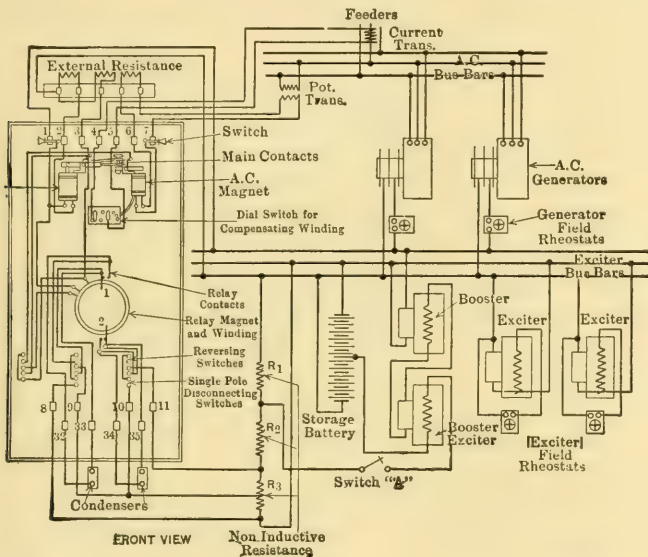 Feeders
Current
Trans.
External Resistance
A.C.
Bus Bars
Pot.
Trans.
1 2 3 4 5 6 7
Switch
Main Contacts
A.C.
Magnet
A.C.
Generators
Dial Switch for
Compensating Winding
Generator
Field
Rheostats
Exciter
Bus Bars
Relay
Contacts
1
2
Relay Magnet
and Winding
Booster
Exciter
Exciter
Reversing
Switches
R1
Single Pole
Disconnecting
Switches
8 9 10 11
32 33 34 35
R2
Storage
Battery
Booster
Exciter
[Exciter]
Field
Rheostats
Switch "B"
R3
Condensers
FRONT VIEW
Non Inductive
Resistance